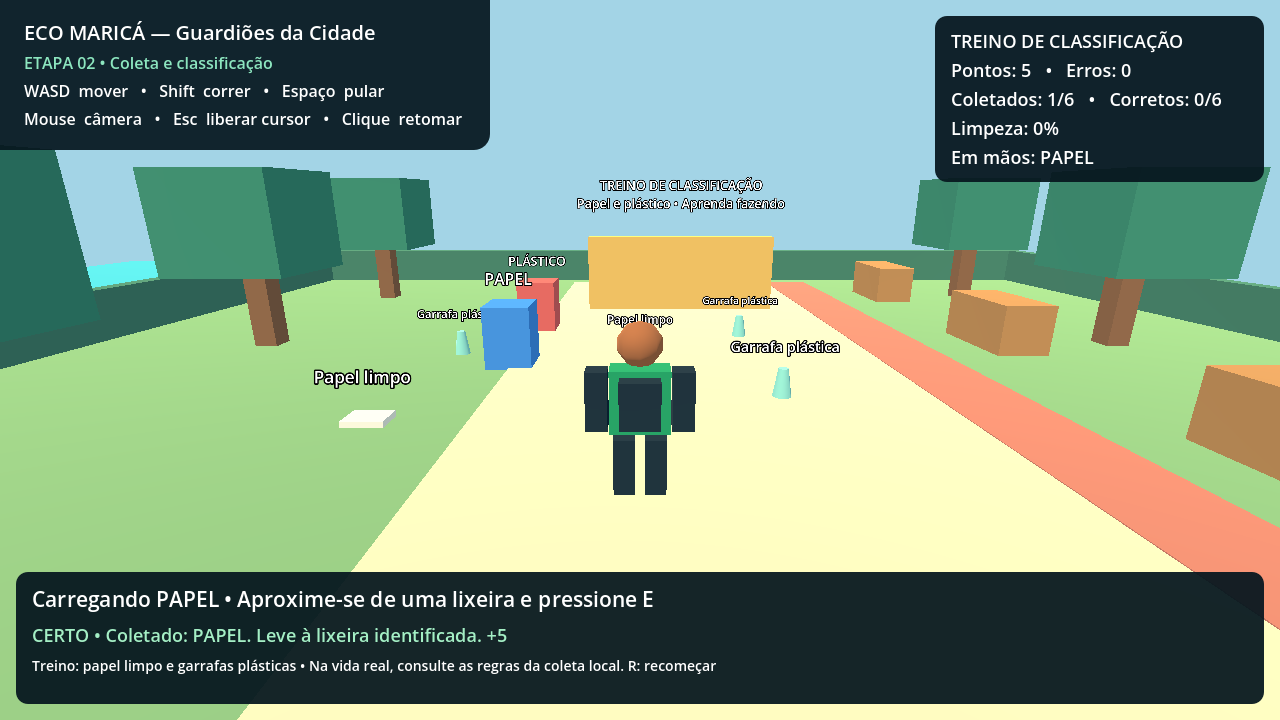 ECO MARICÁ — Guardiões da Cidade
ETAPA 02 • Coleta e classificação
WASD mover • Shift correr • Espaço pular
Mouse câmera • Esc liberar cursor • Clique retomar
TREINO DE CLASSIFICAÇÃO
Pontos: 5 • Erros: 0
Coletados: 1/6 • Corretos: 0/6
Limpeza: 0%
Em mãos: PAPEL
TREINO DE CLASSIFICAÇÃO
Papel e plástico • Aprenda fazendo
PLÁSTICO
PAPEL
Garrafa plás
Garrafa plástica
Papel limpo
Garrafa plástica
Papel limpo
Carregando PAPEL • Aproxime-se de uma lixeira e pressione E
CERTO • Coletado: PAPEL. Leve à lixeira identificada. +5
Treino: papel limpo e garrafas plásticas • Na vida real, consulte as regras da coleta local. R: recomeçar